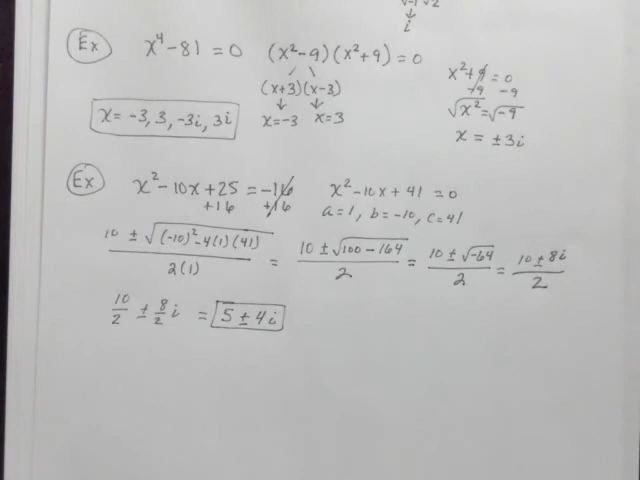 √-1 √2
↓
i
Ex x⁴ - 81 = 0 (x² - 9)(x² + 9) = 0
(x+3)(x-3)
↓ ↓
x = -3 x = 3
x² + 9 = 0
-9 -9
√x² = √-9
x = ± 3i
x = -3, 3, -3i, 3i
Ex x² - 10x + 25 = -16 x² - 10x + 41 = 0
+16 +16 a = 1, b = -10, c = 41
10 ± √(-10)² - 4(1)(41) / 2(1) = 10 ± √100 - 164 / 2 = 10 ± √-64 / 2 = 10 ± 8i / 2
10/2 ± 8/2 i = 5 ± 4i